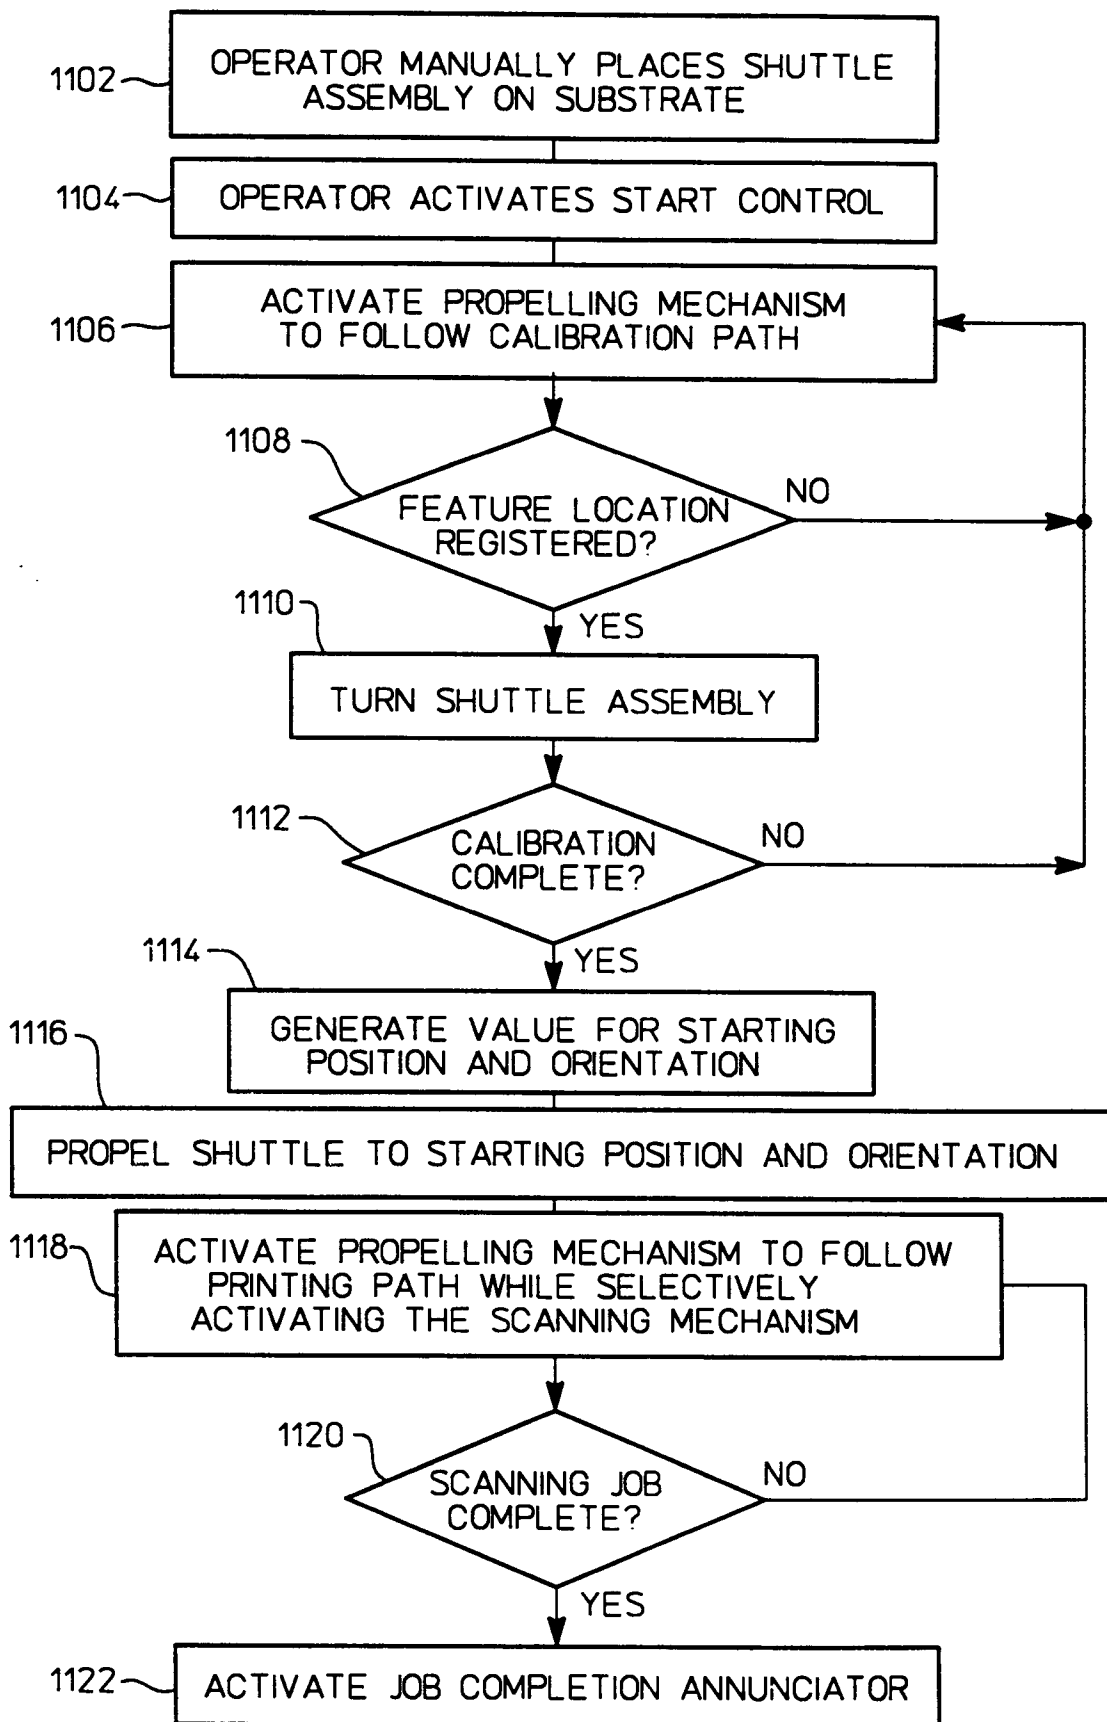 1102
OPERATOR MANUALLY PLACES SHUTTLE
ASSEMBLY ON SUBSTRATE
1104
OPERATOR ACTIVATES START CONTROL
1106
ACTIVATE PROPELLING MECHANISM
TO FOLLOW CALIBRATION PATH
1108
FEATURE LOCATION
REGISTERED?
NO
YES
1110
TURN SHUTTLE ASSEMBLY
1112
CALIBRATION
COMPLETE?
NO
YES
1114
GENERATE VALUE FOR STARTING
POSITION AND ORIENTATION
1116
PROPEL SHUTTLE TO STARTING POSITION AND ORIENTATION
1118
ACTIVATE PROPELLING MECHANISM TO FOLLOW
PRINTING PATH WHILE SELECTIVELY
ACTIVATING THE SCANNING MECHANISM
1120
SCANNING JOB
COMPLETE?
NO
YES
1122
ACTIVATE JOB COMPLETION ANNUNCIATOR